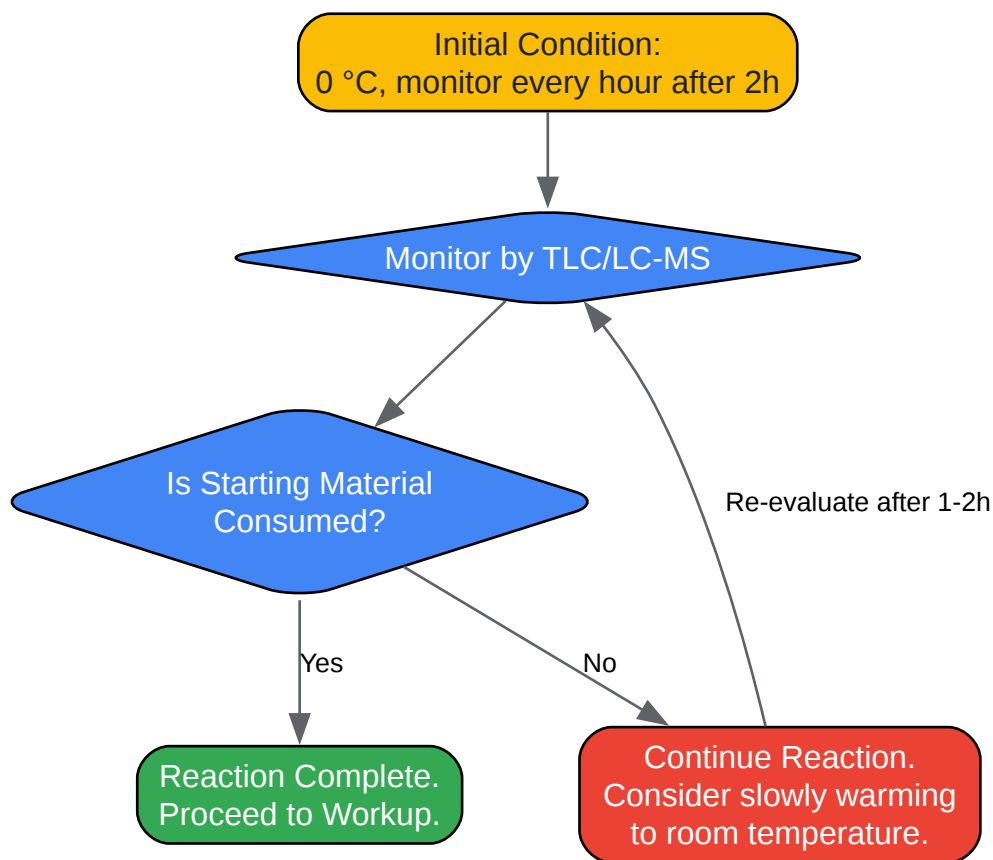 Initial Condition:
0 °C, monitor every hour after 2h
Monitor by TLC/LC-MS
Is Starting Material
Consumed?
Re-evaluate after 1-2h
Yes
No
Reaction Complete.
Proceed to Workup.
Continue Reaction.
Consider slowly warming
to room temperature.